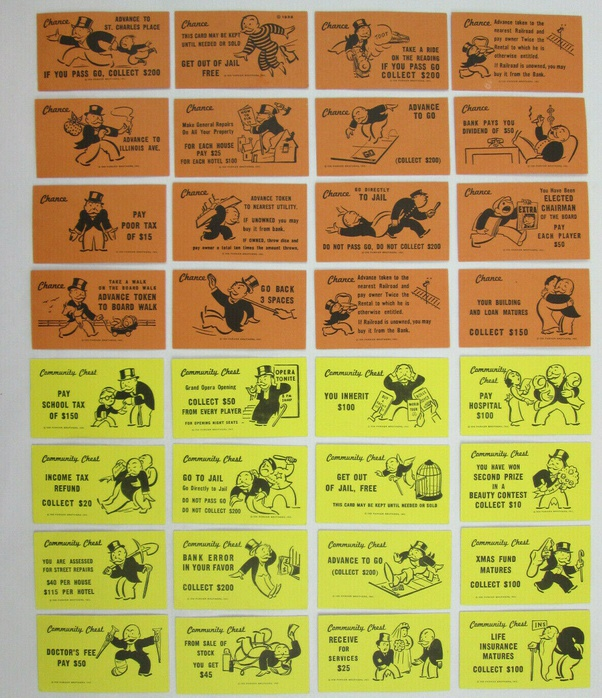 Chance
ADVANCE TO
ST. CHARLES PLACE
IF YOU PASS GO, COLLECT $200
Chance
THIS CARD MAY BE KEPT
UNTIL NEEDED OR SOLD
GET OUT OF JAIL
FREE
Chance
TAKE A RIDE
ON THE READING
IF YOU PASS GO
COLLECT $200
Chance
Advance token to the
nearest Railroad and
pay owner Twice the
Rental to which he is
otherwise entitled.
If Railroad is unowned, you may
buy it from the Bank.
Chance
ADVANCE TO
ILLINOIS AVE.
Chance
Make General Repairs
On All Your Property
FOR EACH HOUSE
PAY $25
FOR EACH HOTEL $100
Chance
ADVANCE
TO GO
(COLLECT $200)
Chance
BANK PAYS YOU
DIVIDEND OF $50
Chance
PAY
POOR TAX
OF $15
Chance
ADVANCE TOKEN
TO NEAREST UTILITY.
IF UNOWNED you may
buy it from bank.
IF OWNED, throw dice and
pay owner a total ten times the amount thrown.
Chance
GO DIRECTLY
TO JAIL
DO NOT PASS GO, DO NOT COLLECT $200
Chance
You Have Been
ELECTED
CHAIRMAN
OF THE BOARD
PAY
EACH PLAYER
$50
EXTRA
Chance
TAKE A WALK
ON THE BOARD WALK
ADVANCE TOKEN
TO BOARD WALK
Chance
GO BACK
3 SPACES
Chance
Advance token to the
nearest Railroad and
pay owner Twice the
Rental to which he is
otherwise entitled.
If Railroad is unowned, you may
buy it from the Bank.
Chance
YOUR BUILDING
AND LOAN MATURES
COLLECT $150
Community Chest
PAY
SCHOOL TAX
OF $150
Community Chest
Grand Opera Opening
COLLECT $50
FROM EVERY PLAYER
FOR OPENING NIGHT SEATS
OPERA
TONITE
Community Chest
YOU INHERIT
$100
Community
Chest
PAY
HOSPITAL
$100
Community Chest
INCOME TAX
REFUND
COLLECT $20
Community Chest
GO TO JAIL
Go Directly to Jail
DO NOT PASS GO
DO NOT COLLECT $200
Community Chest
GET OUT
OF JAIL, FREE
THIS CARD MAY BE KEPT UNTIL NEEDED OR SOLD
Community Chest
YOU HAVE WON
SECOND PRIZE
IN A
BEAUTY CONTEST
COLLECT $10
Community Chest
YOU ARE ASSESSED
FOR STREET REPAIRS
$40 PER HOUSE
$115 PER HOTEL
Community Chest
BANK ERROR
IN YOUR FAVOR
COLLECT $200
Community Chest
ADVANCE TO GO
(COLLECT $200)
Community Chest
XMAS FUND
MATURES
COLLECT $100
Community Chest
DOCTOR'S FEE
PAY $50
Community Chest
FROM SALE OF
STOCK
YOU GET
$45
Community Chest
RECEIVE
FOR
SERVICES
$25
Community Chest
LIFE
INSURANCE
MATURES
COLLECT $100
INS